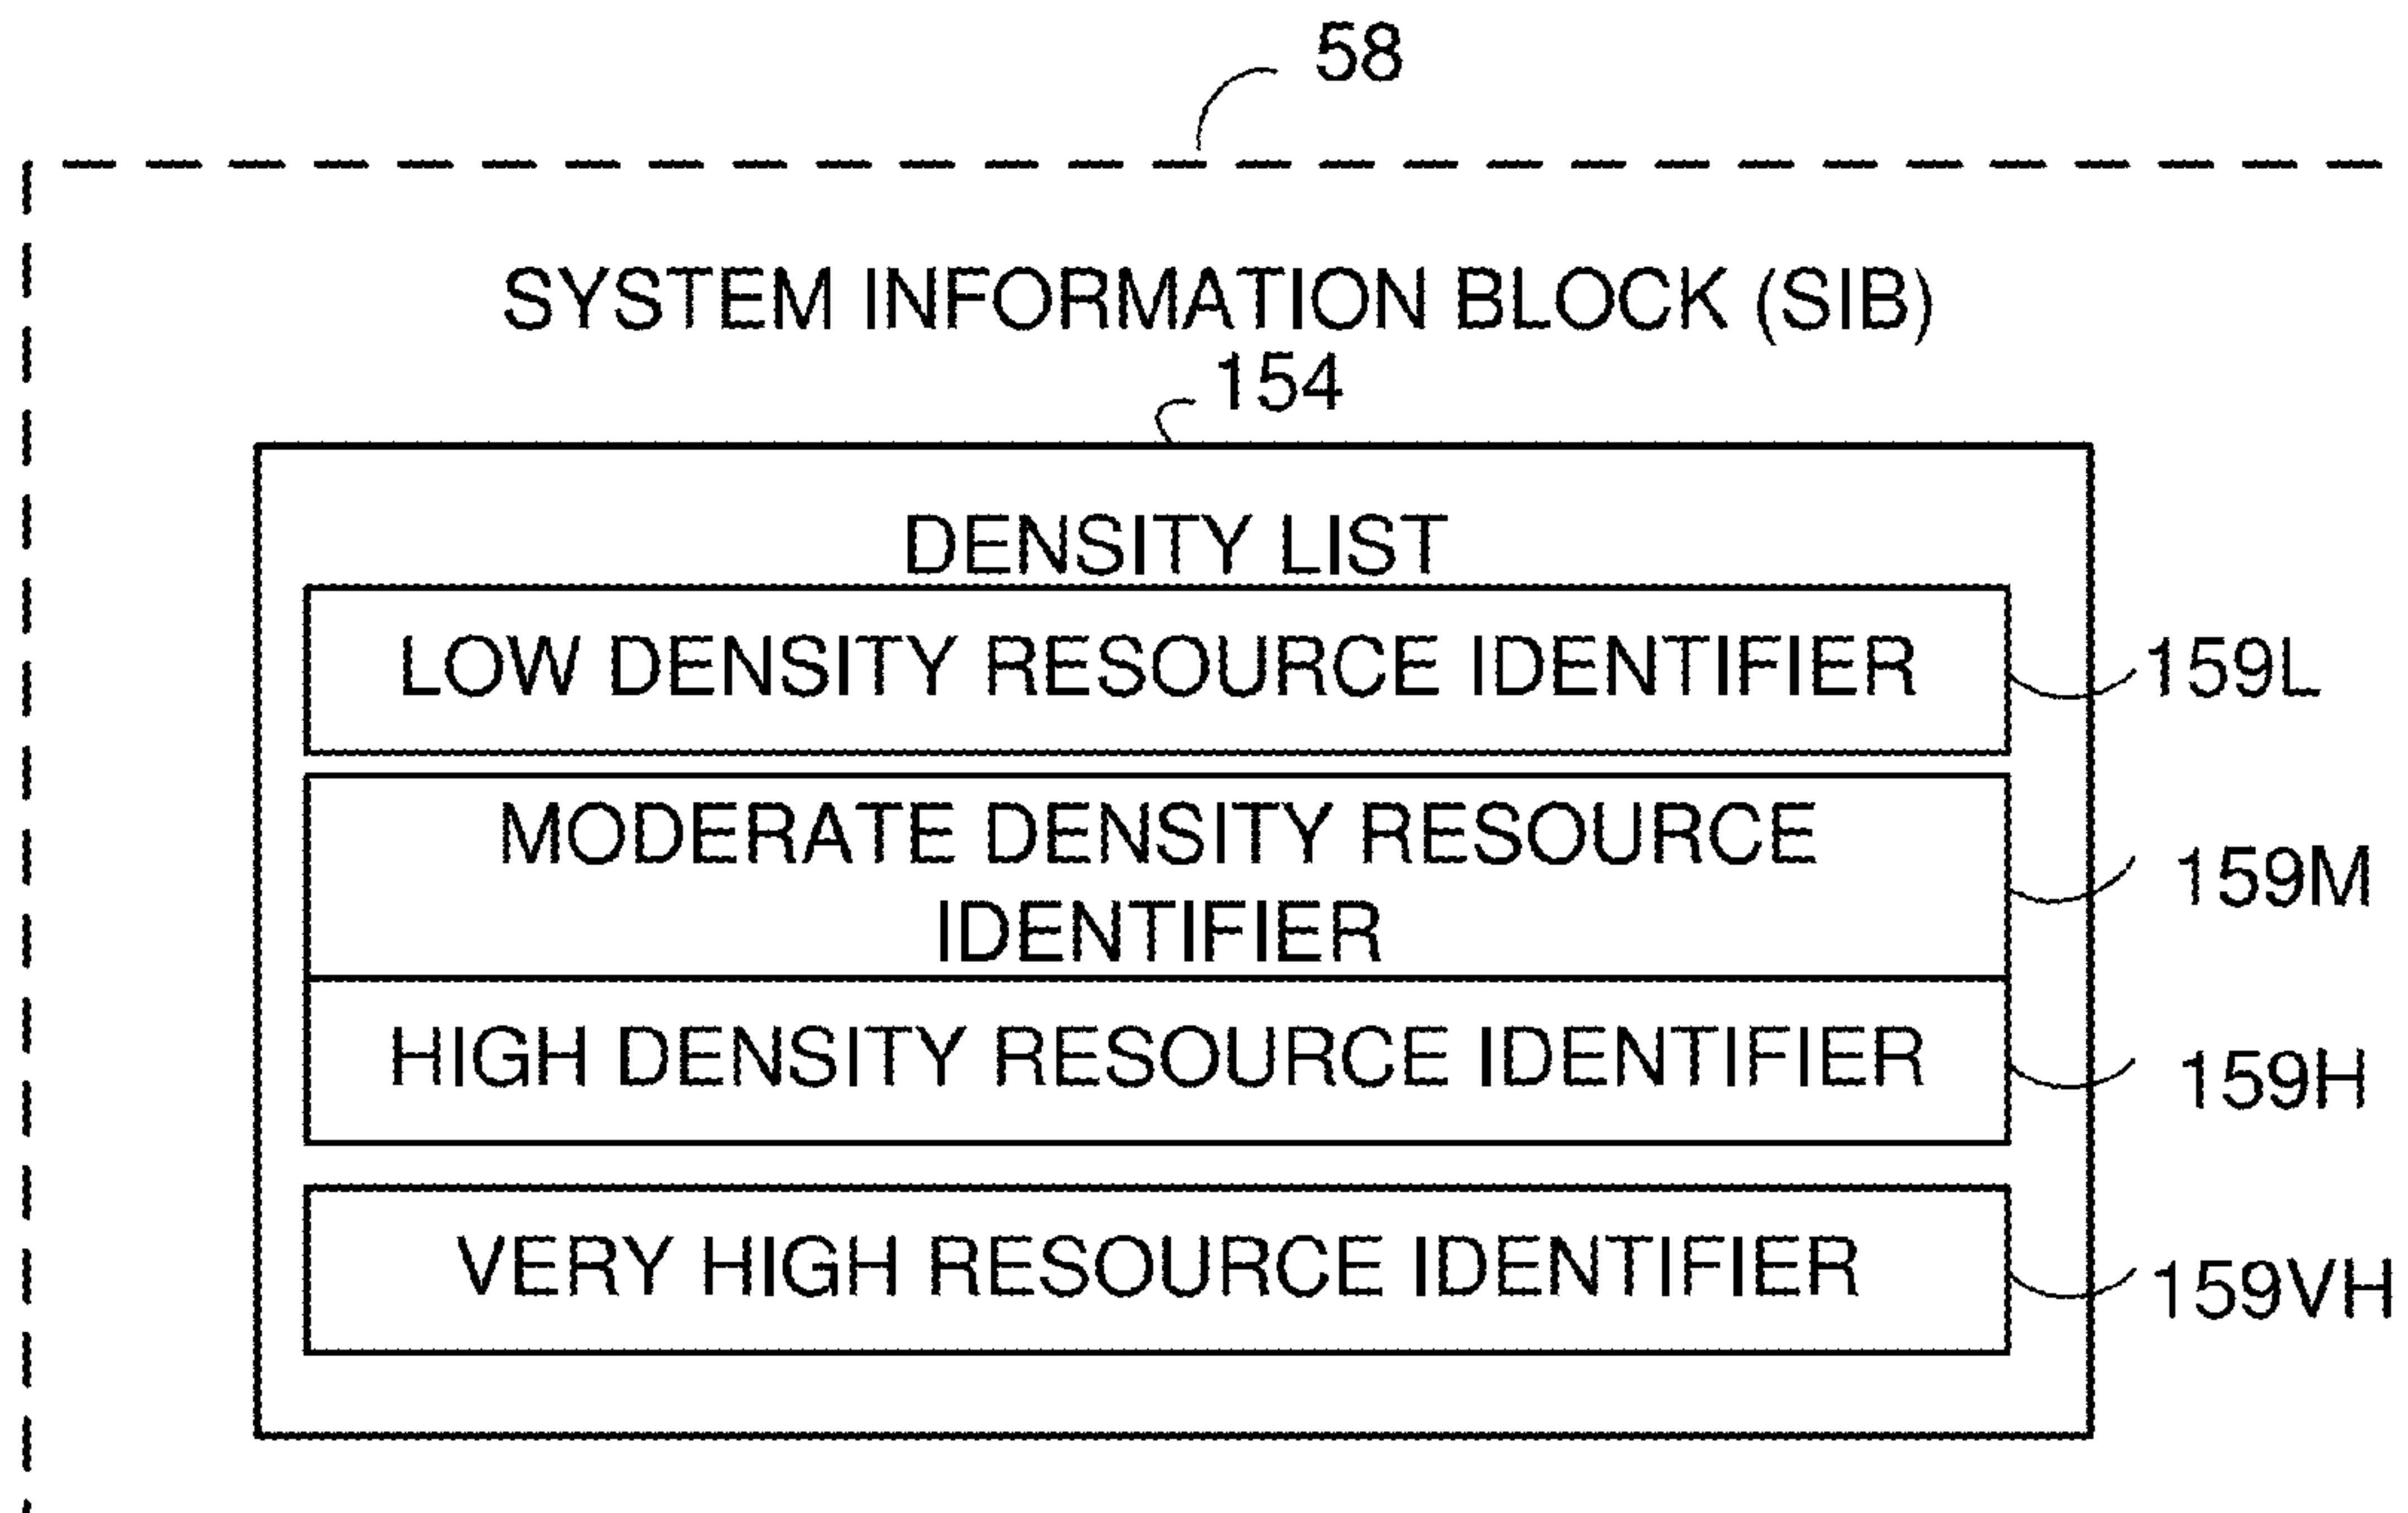 58
SYSTEM INFORMATION BLOCK (SIB)
154
DENSITY LIST
LOW DENSITY RESOURCE IDENTIFIER
159L
MODERATE DENSITY RESOURCE
IDENTIFIER
159M
HIGH DENSITY RESOURCE IDENTIFIER
159H
VERY HIGH RESOURCE IDENTIFIER
159VH